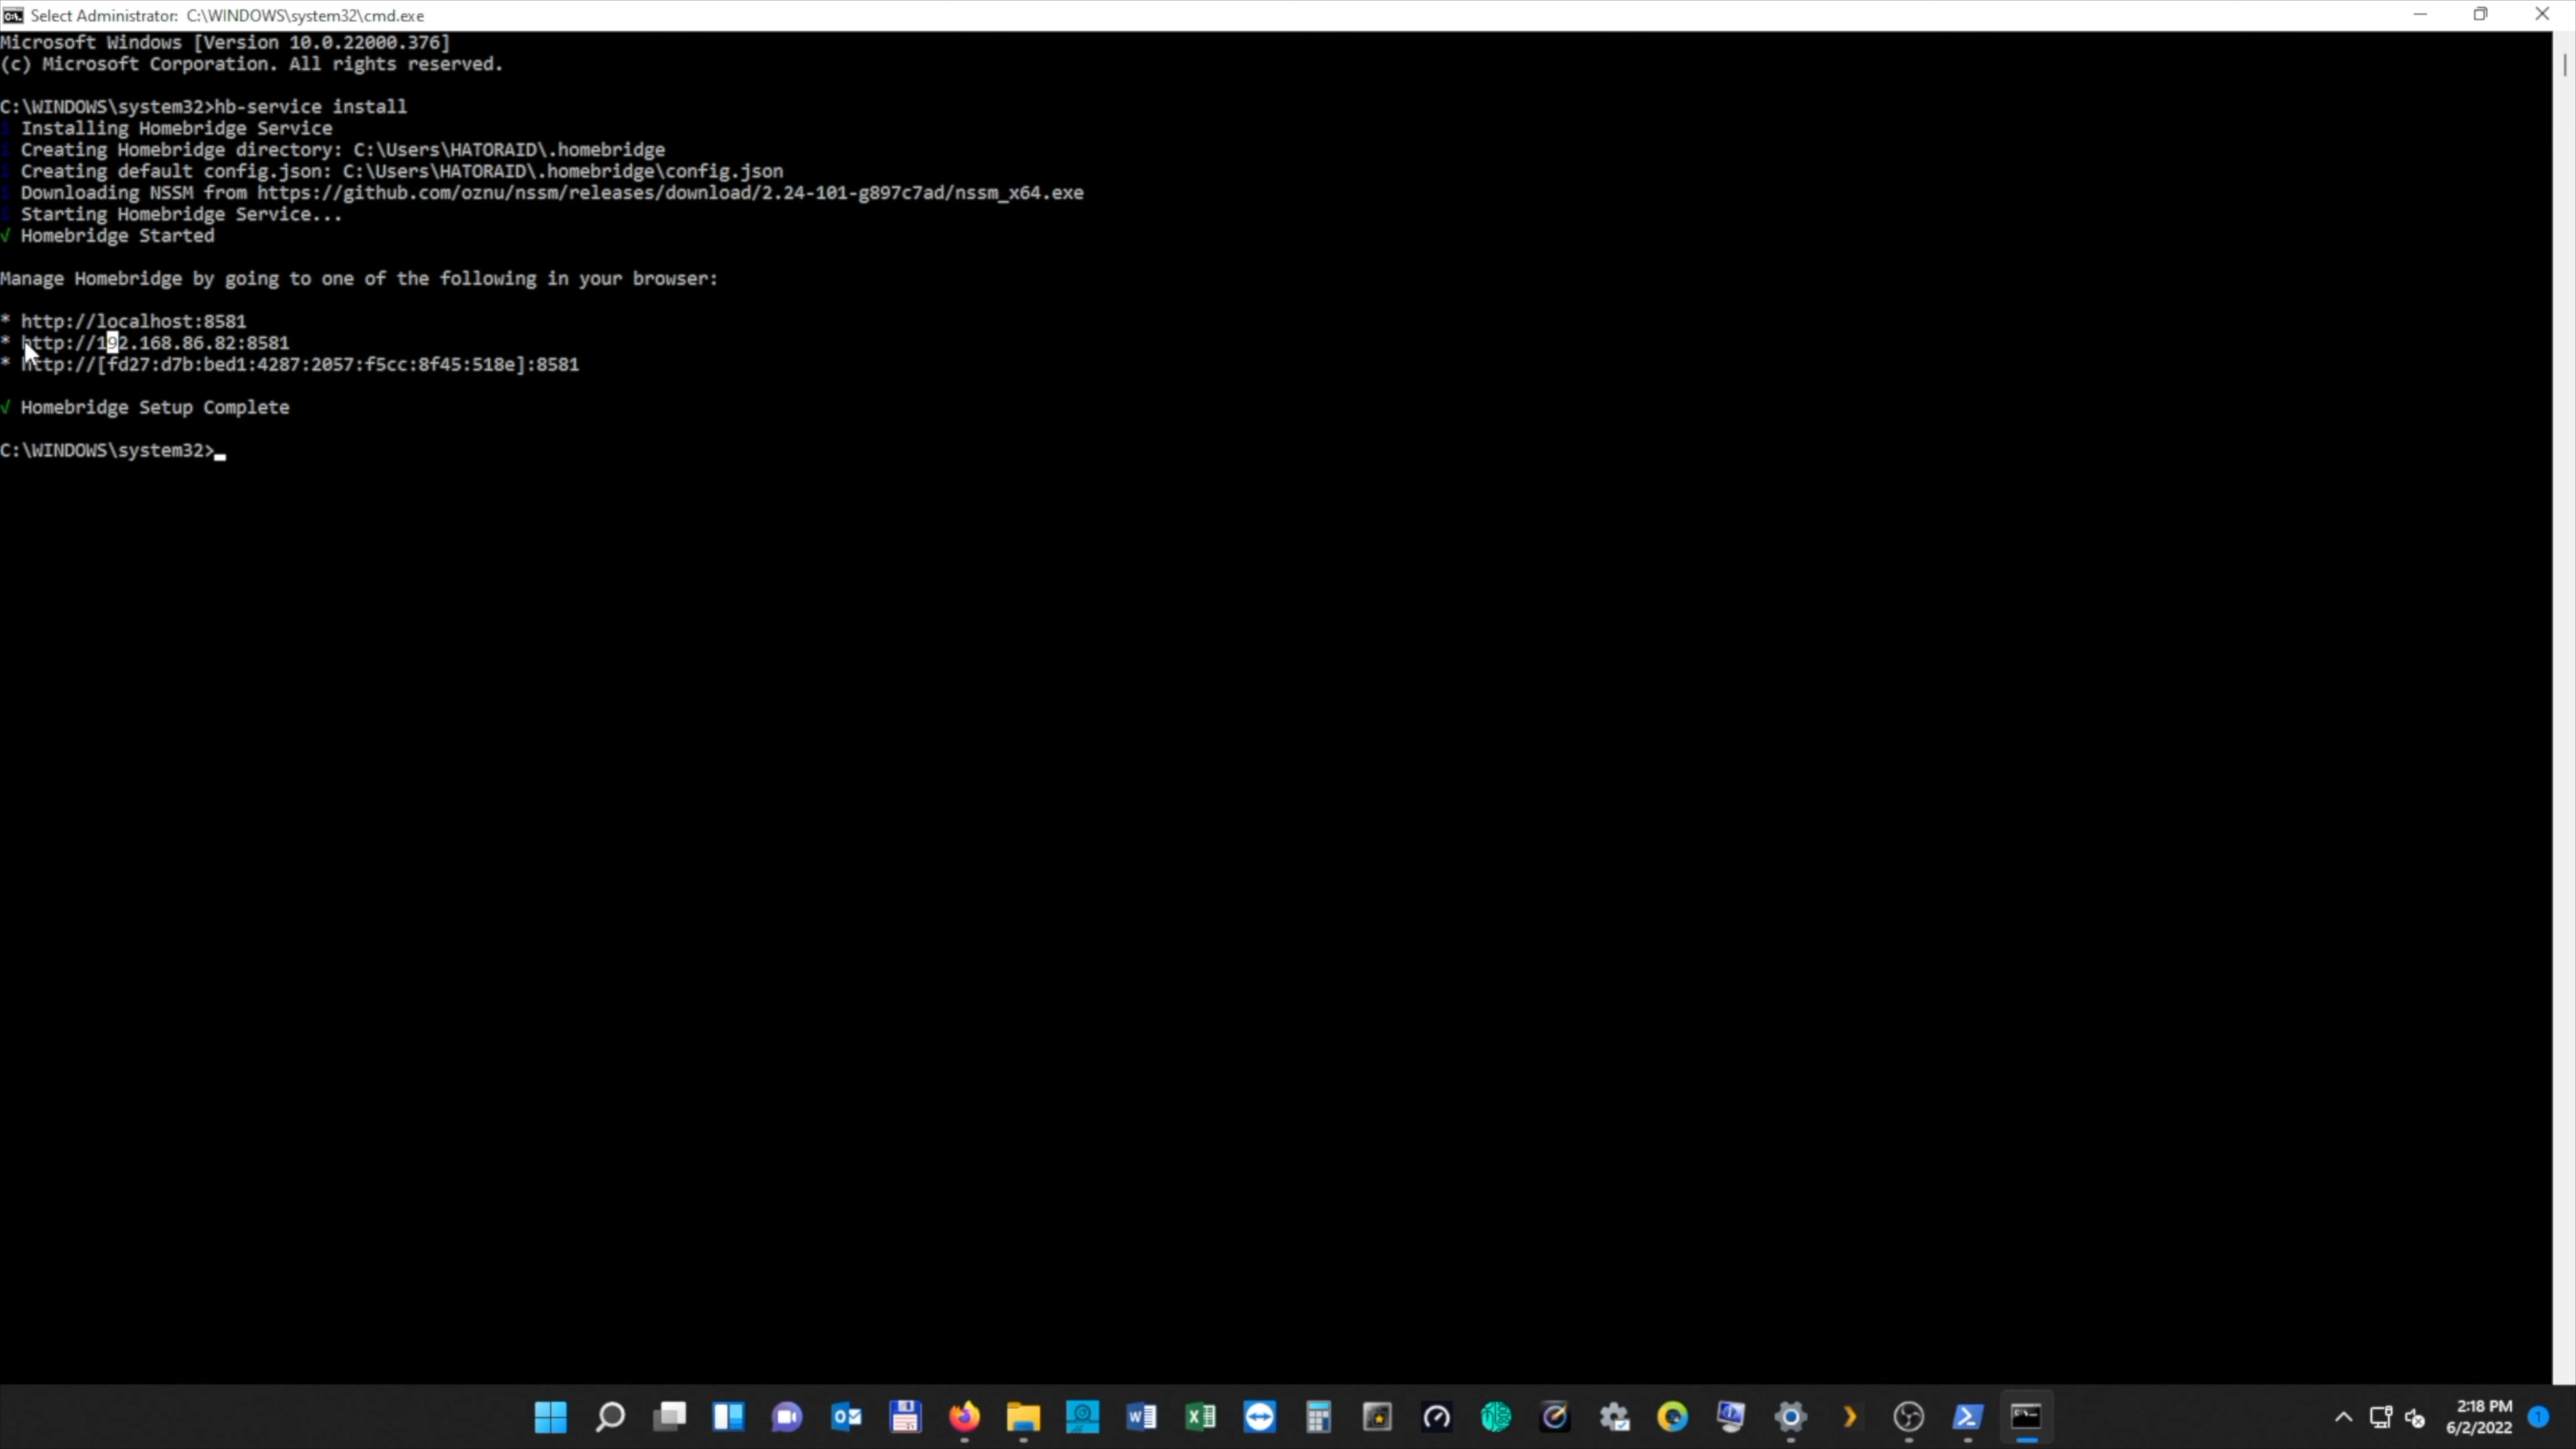 Select Administrator: C:\WINDOWS\system32\cmd.exe
Microsoft Windows [Version 10.0.22000.376]
(c) Microsoft Corporation. All rights reserved.
C:\WINDOWS\system32>hb-service install
i Installing Homebridge Service
i Creating Homebridge directory: C:\Users\HATORAID\.homebridge
i Creating default config.json: C:\Users\HATORAID\.homebridge\config.json
i Downloading NSSM from https://github.com/oznu/nssm/releases/download/2.24-101-g897c7ad/nssm_x64.exe
i Starting Homebridge Service...
√ Homebridge Started
Manage Homebridge by going to one of the following in your browser:
* http://localhost:8581
* http://192.168.86.82:8581
* http://[fd27:d7b:bed1:4287:2057:f5cc:8f45:518e]:8581
√ Homebridge Setup Complete
C:\WINDOWS\system32>
2:18 PM
6/2/2022
1